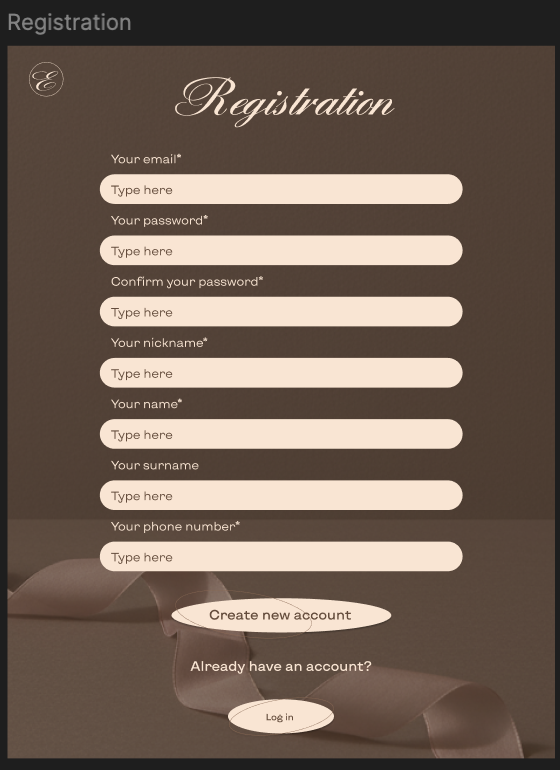 Registration
E
Registration
Your email*
Type here
Your password*
Type here
Confirm your password*
Type here
Your nickname*
Type here
Your name*
Type here
Your surname
Type here
Your phone number*
Type here
Create new account
Already have an account?
Log in